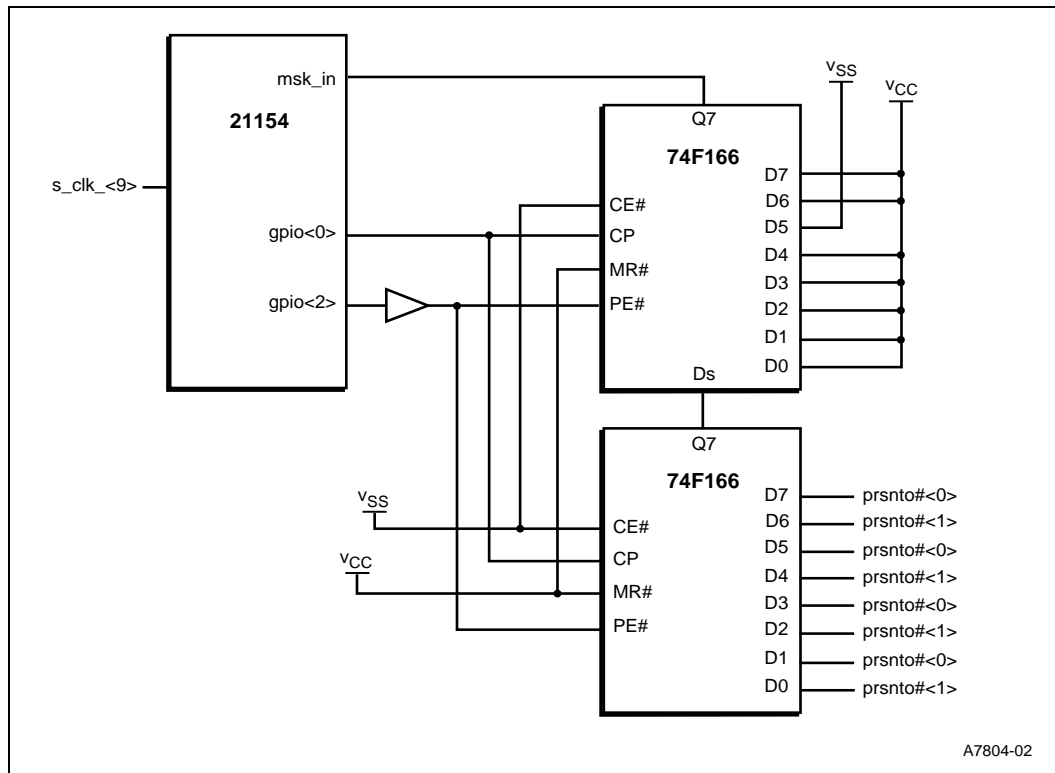 msk_in
21154
s_clk_<9>
gpio<0>
gpio<2>
vSS
vCC
Q7
74F166
CE#
CP
MR#
PE#
D7
D6
D5
D4
D3
D2
D1
D0
Ds
Q7
74F166
vSS
vCC
CE#
CP
MR#
PE#
D7 prsnto#<0>
D6 prsnto#<1>
D5 prsnto#<0>
D4 prsnto#<1>
D3 prsnto#<0>
D2 prsnto#<1>
D1 prsnto#<0>
D0 prsnto#<1>
A7804-02